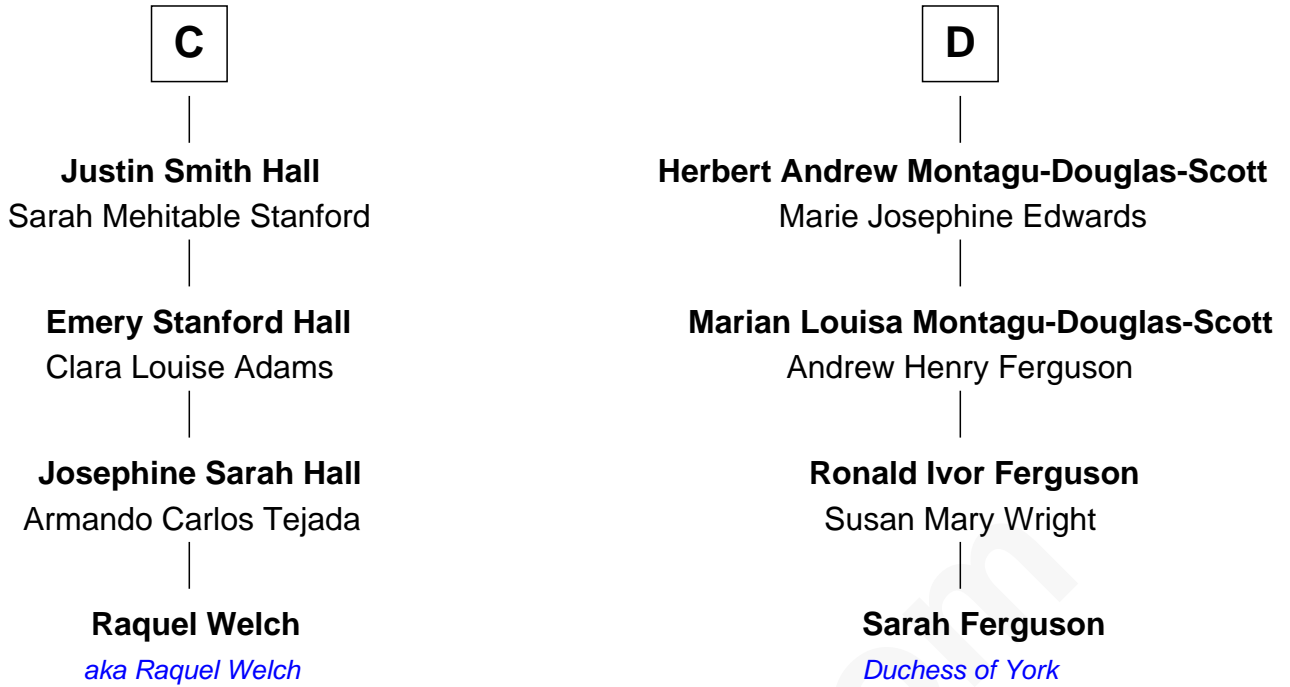 C
Justin Smith Hall
Sarah Mehitable Stanford
Emery Stanford Hall
Clara Louise Adams
Josephine Sarah Hall
Armando Carlos Tejada
Raquel Welch
aka Raquel Welch
D
Herbert Andrew Montagu-Douglas-Scott
Marie Josephine Edwards
Marian Louisa Montagu-Douglas-Scott
Andrew Henry Ferguson
Ronald Ivor Ferguson
Susan Mary Wright
Sarah Ferguson
Duchess of York